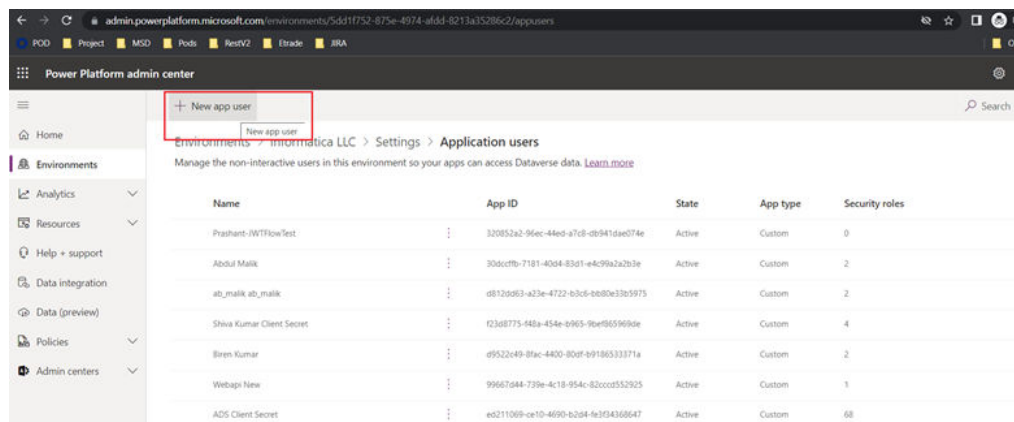 admin.powerplatform.microsoft.com/environments/5dd1f752-875e-4974-afdd-8213a35286c2/appusers
POD Project MSD Pods RestV2 Etrade JIRA
Power Platform admin center
New app user
Search
New app user
Home
Environments > Informatica LLC > Settings > Application users
Environments
Manage the non-interactive users in this environment so your apps can access Dataverse data. Learn more
Analytics
Name App ID State App type Security roles
Resources
Prashant-JWTFlowTest 320852a2-96ec-44ed-a7c8-db941dae074e Active Custom 0
Help + support
Abdul Malik 30dccffb-7181-40d4-83d1-e4c99a2a2b3e Active Custom 2
Data integration
ab_malik ab_malik d812dd63-a23e-4722-b3c6-bb80e33b5975 Active Custom 2
Data (preview)
Shiva Kumar Client Secret f23d8775-f48a-454e-b965-9bef865969de Active Custom 4
Policies
Biren Kumar d9522c49-8fac-4400-80df-b9186533371a Active Custom 2
Admin centers
Webapi New 99667d44-739e-4c18-954c-82cccd552925 Active Custom 1
ADS Client Secret ed211069-ce10-4690-b2d4-fe3f34368647 Active Custom 68